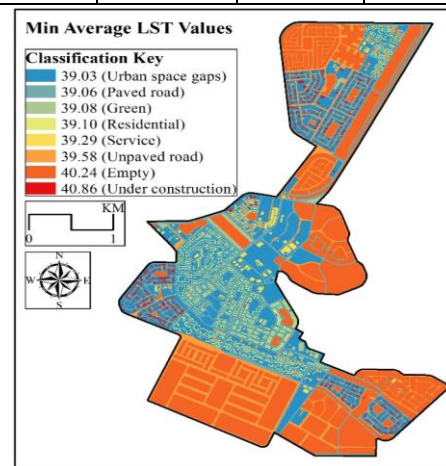 Min Average LST Values
Classification Key
39.03 (Urban space gaps)
39.06 (Paved road)
39.08 (Green)
39.10 (Residential)
39.29 (Service)
39.58 (Unpaved road)
40.24 (Empty)
40.86 (Under construction)
KM
0 1
N
W E
S